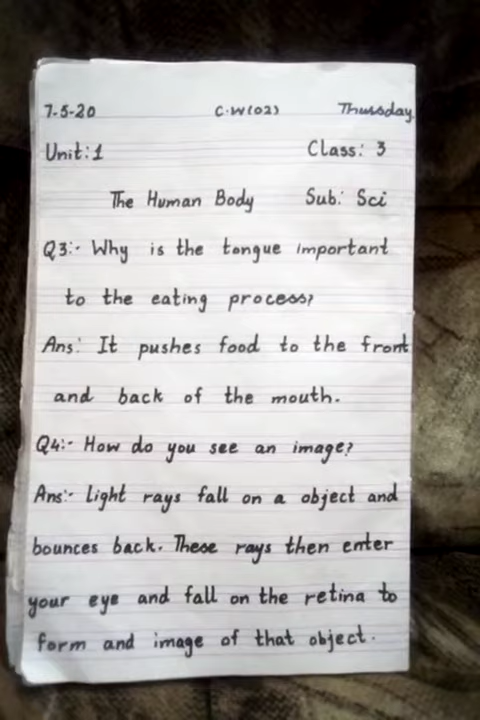 7-5-20 C.W(02) Thursday
Unit:1 Class: 3
The Human Body Sub: Sci
Q3:- Why is the tongue important
to the eating process?
Ans: It pushes food to the front
and back of the mouth.
Q4:- How do you see an image?
Ans:- Light rays fall on a object and
bounces back. These rays then enter
your eye and fall on the retina to
form and image of that object.